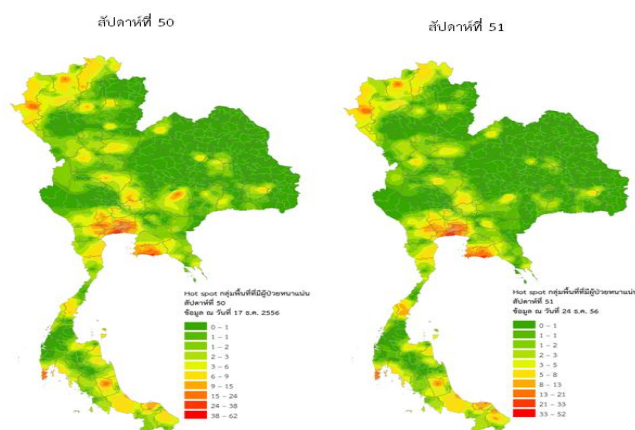 สัปดาห์ที่ 50
สัปดาห์ที่ 51
Hot spot กลุ่มพื้นที่ที่มีผู้ป่วยหนาแน่น
สัปดาห์ที่ 50
ข้อมูล ณ วันที่ 17 ธ.ค. 2556
0 – 1
1 – 1
1 – 2
2 – 3
3 – 6
6 – 9
9 – 15
15 – 24
24 – 38
38 – 62
Hot spot กลุ่มพื้นที่ที่มีผู้ป่วยหนาแน่น
สัปดาห์ที่ 51
ข้อมูล ณ วันที่ 24 ธ.ค. 56
0 – 1
1 – 1
1 – 2
2 – 3
3 – 5
5 – 8
8 – 13
13 – 21
21 – 33
33 – 52